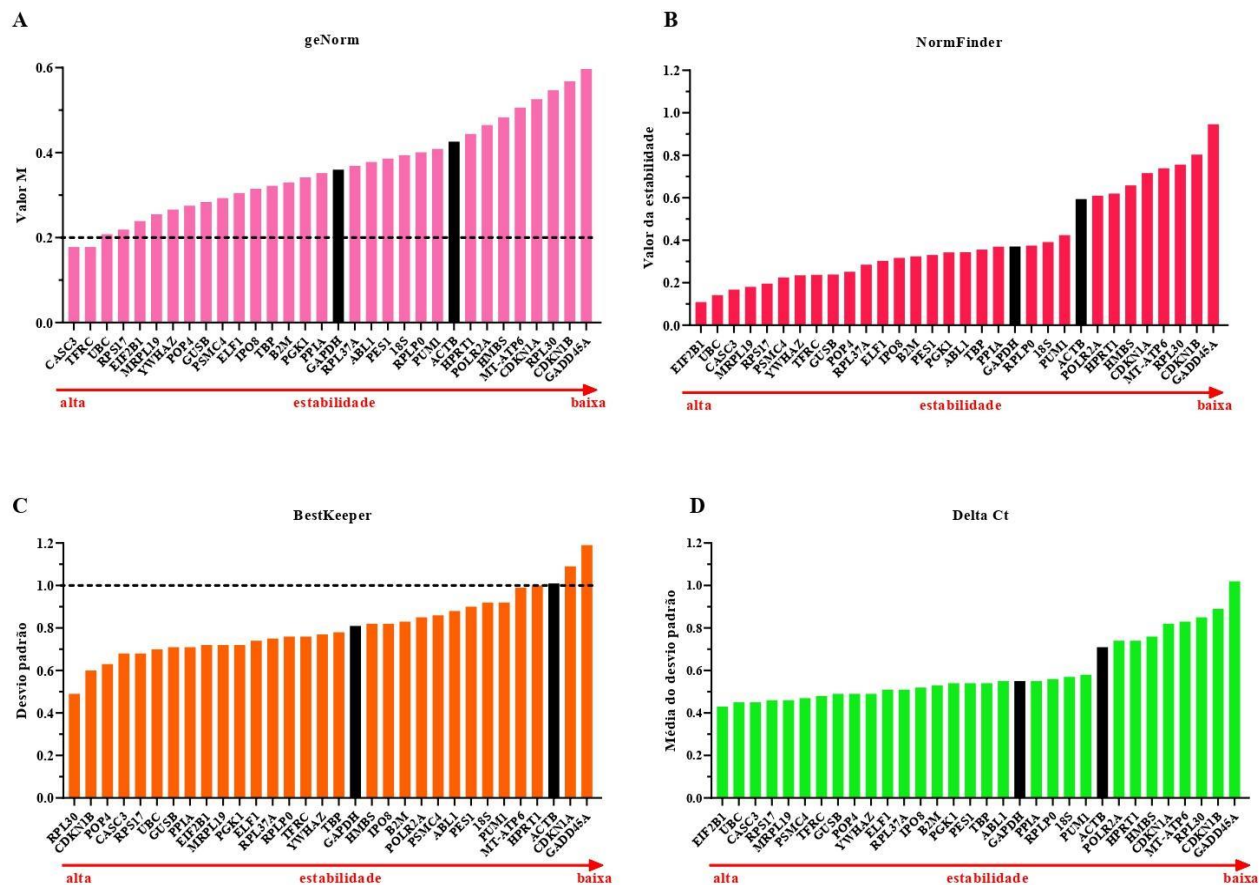 A
geNorm
Valor M
0.6
0.4
0.2
0.0
CASC3 TFRC UBC RPS17 EIF2B1 MRPL19 YWHAZ POP4 GUSB PSMC4 ELF1 IPO8 TBP B2M PGK1 PPIA GAPDH RPL37A ABL1 PES1 18S RPLP0 PUM1 ACTB HPRT1 POLR2A HMBS MT-ATP6 CDKN1A RPL30 CDKN1B GADD45A
alta estabilidade baixa
B
NormFinder
Valor da estabilidade
1.2
1.0
0.8
0.6
0.4
0.2
0.0
EIF2B1 UBC CASC3 MRPL19 RPS17 PSMC4 YWHAZ TFRC GUSB POP4 RPL37A ELF1 IPO8 B2M PES1 PGK1 ABL1 TBP PPIA GAPDH RPLP0 18S PUM1 ACTB POLR2A HPRT1 HMBS CDKN1A MT-ATP6 RPL30 CDKN1B GADD45A
alta estabilidade baixa
C
BestKeeper
Desvio padrão
1.2
1.0
0.8
0.6
0.4
0.2
0.0
RPL30 CDKN1B POP4 CASC3 RPS17 UBC GUSB PPIA EIF2B1 MRPL19 PGK1 ELF1 RPL37A RPLP0 TFRC YWHAZ TBP GAPDH HMBS IPO8 B2M POLR2A PSMC4 ABL1 PES1 18S PUM1 MT-ATP6 HPRT1 ACTB CDKN1A GADD45A
alta estabilidade baixa
D
Delta Ct
Média do desvio padrão
1.2
1.0
0.8
0.6
0.4
0.2
0.0
EIF2B1 UBC CASC3 RPS17 MRPL19 PSMC4 TFRC GUSB POP4 YWHAZ ELF1 RPL37A IPO8 B2M PGK1 PES1 TBP ABL1 GAPDH PPIA RPLP0 18S PUM1 ACTB POLR2A HPRT1 HMBS CDKN1A MT-ATP6 RPL30 CDKN1B GADD45A
alta estabilidade baixa